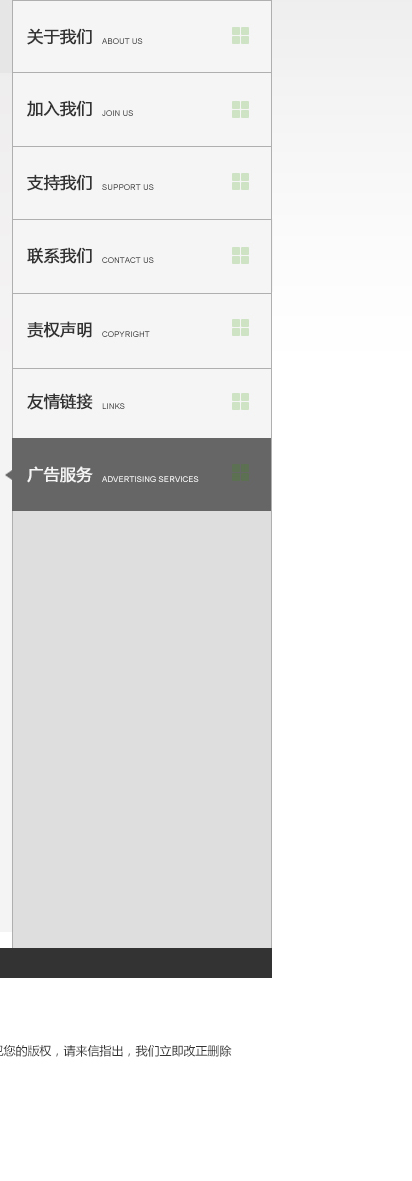 关于我们 ABOUT US
加入我们 JOIN US
支持我们 SUPPORT US
联系我们 CONTACT US
责权声明 COPYRIGHT
友情链接 LINKS
广告服务 ADVERTISING SERVICES
您的版权，请来信指出，我们立即改正删除